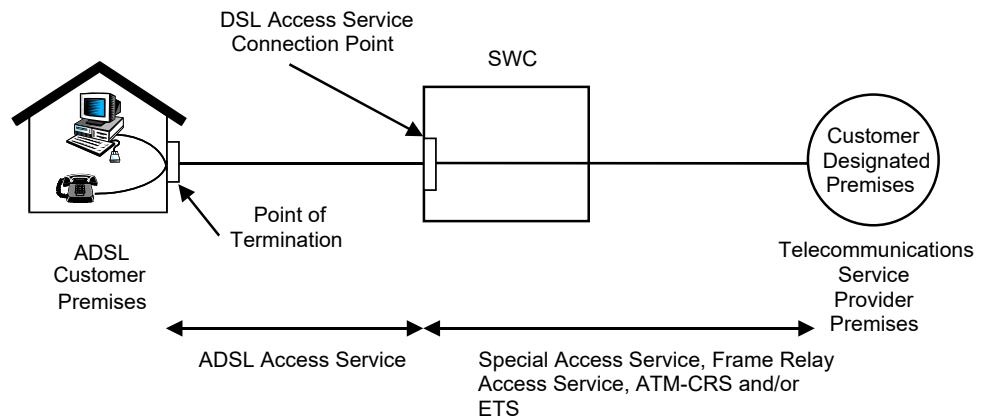 DSL Access Service
Connection Point
SWC
Customer
Designated
Premises
Point of
Termination
ADSL
Customer
Premises
Telecommunications
Service
Provider
Premises
ADSL Access Service
Special Access Service, Frame Relay
Access Service, ATM-CRS and/or
ETS